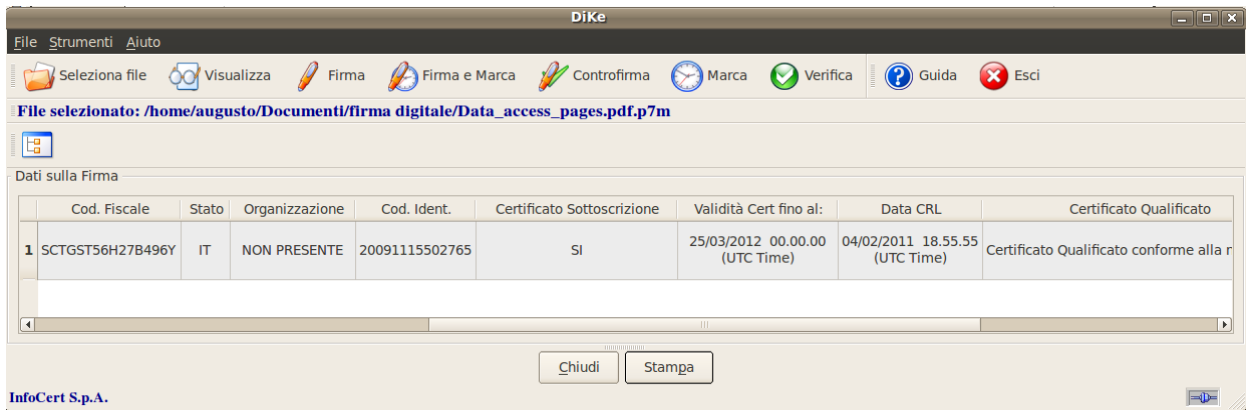 DiKe
File Strumenti Aiuto
Seleziona file Visualizza Firma Firma e Marca Controfirma Marca Verifica Guida Esci
File selezionato: /home/augusto/Documenti/firma digitale/Data_access_pages.pdf.p7m
Dati sulla Firma
Cod. Fiscale Stato Organizzazione Cod. Ident. Certificato Sottoscrizione Validità Cert fino al: Data CRL Certificato Qualificato
1 SCTGST56H27B496Y IT NON PRESENTE 20091115502765 SI 25/03/2012 00.00.00 (UTC Time) 04/02/2011 18.55.55 (UTC Time) Certificato Qualificato conforme alla n
Chiudi Stampa
InfoCert S.p.A.